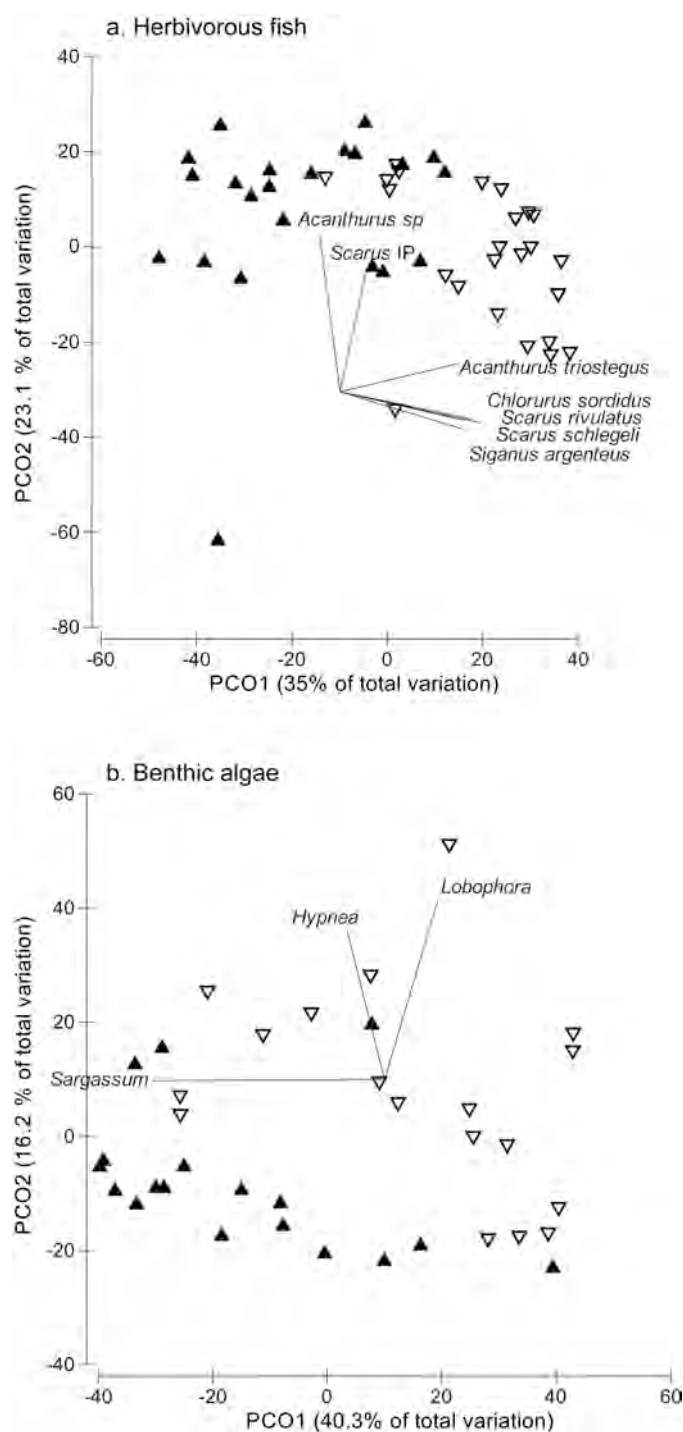 a. Herbivorous fish
40
20
0
-20
-40
-60
-80
PCO2 (23.1 % of total variation)
Acanthurus sp
Scarus IP
Acanthurus triostegus
Chlorurus sordidus
Scarus rivulatus
Scarus schlegeli
Siganus argenteus
-60
-40
-20
0
20
40
PCO1 (35% of total variation)
b. Benthic algae
60
40
20
0
-20
-40
PCO2 (16.2 % of total variation)
Lobophora
Hypnea
Sargassum
-40
-20
0
20
40
60
PCO1 (40.3% of total variation)